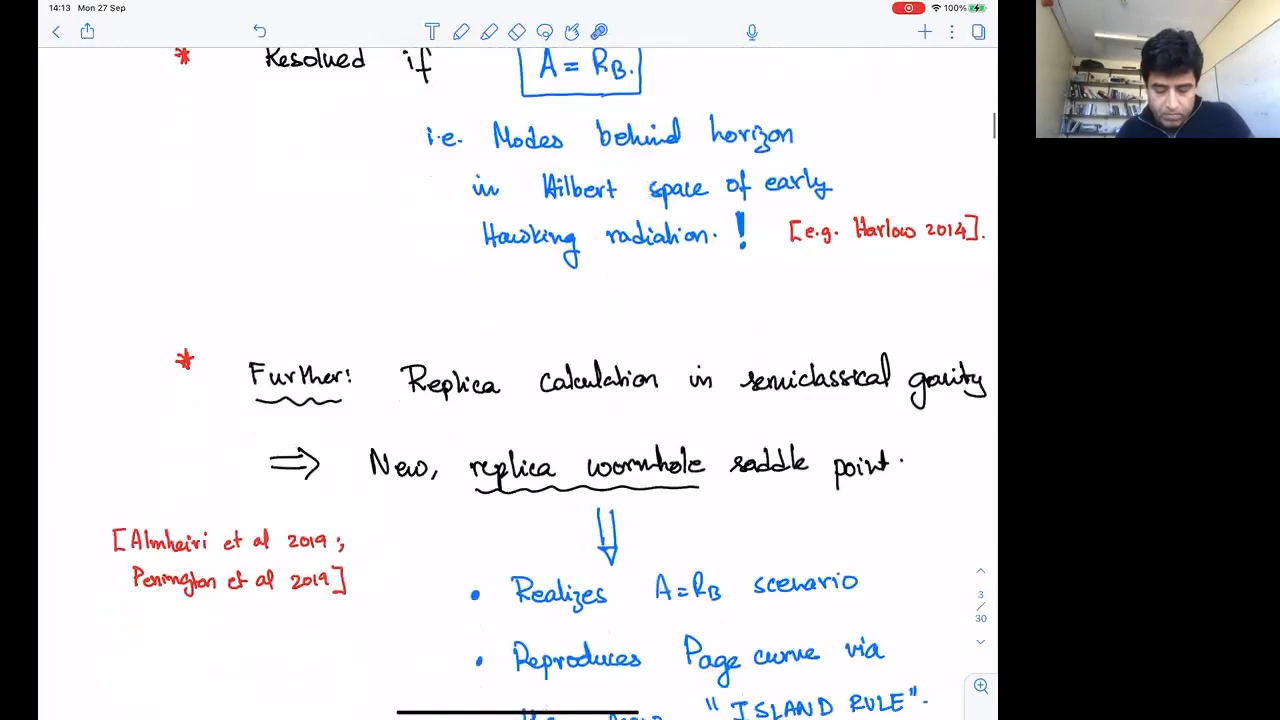 14:13 Mon 27 Sep
100%
* Resolved if A = R_B.
i.e. Modes behind horizon
in Hilbert space of early
Hawking radiation. ! [e.g. Harlow 2014].
* Further: Replica calculation in semiclassical gravity
⇒ New, replica wormhole saddle point.
[Almheiri et al 2019;
Penington et al 2019]
• Realizes A=R_B scenario
3
/
30
• Reproduces Page curve via
"ISLAND RULE".